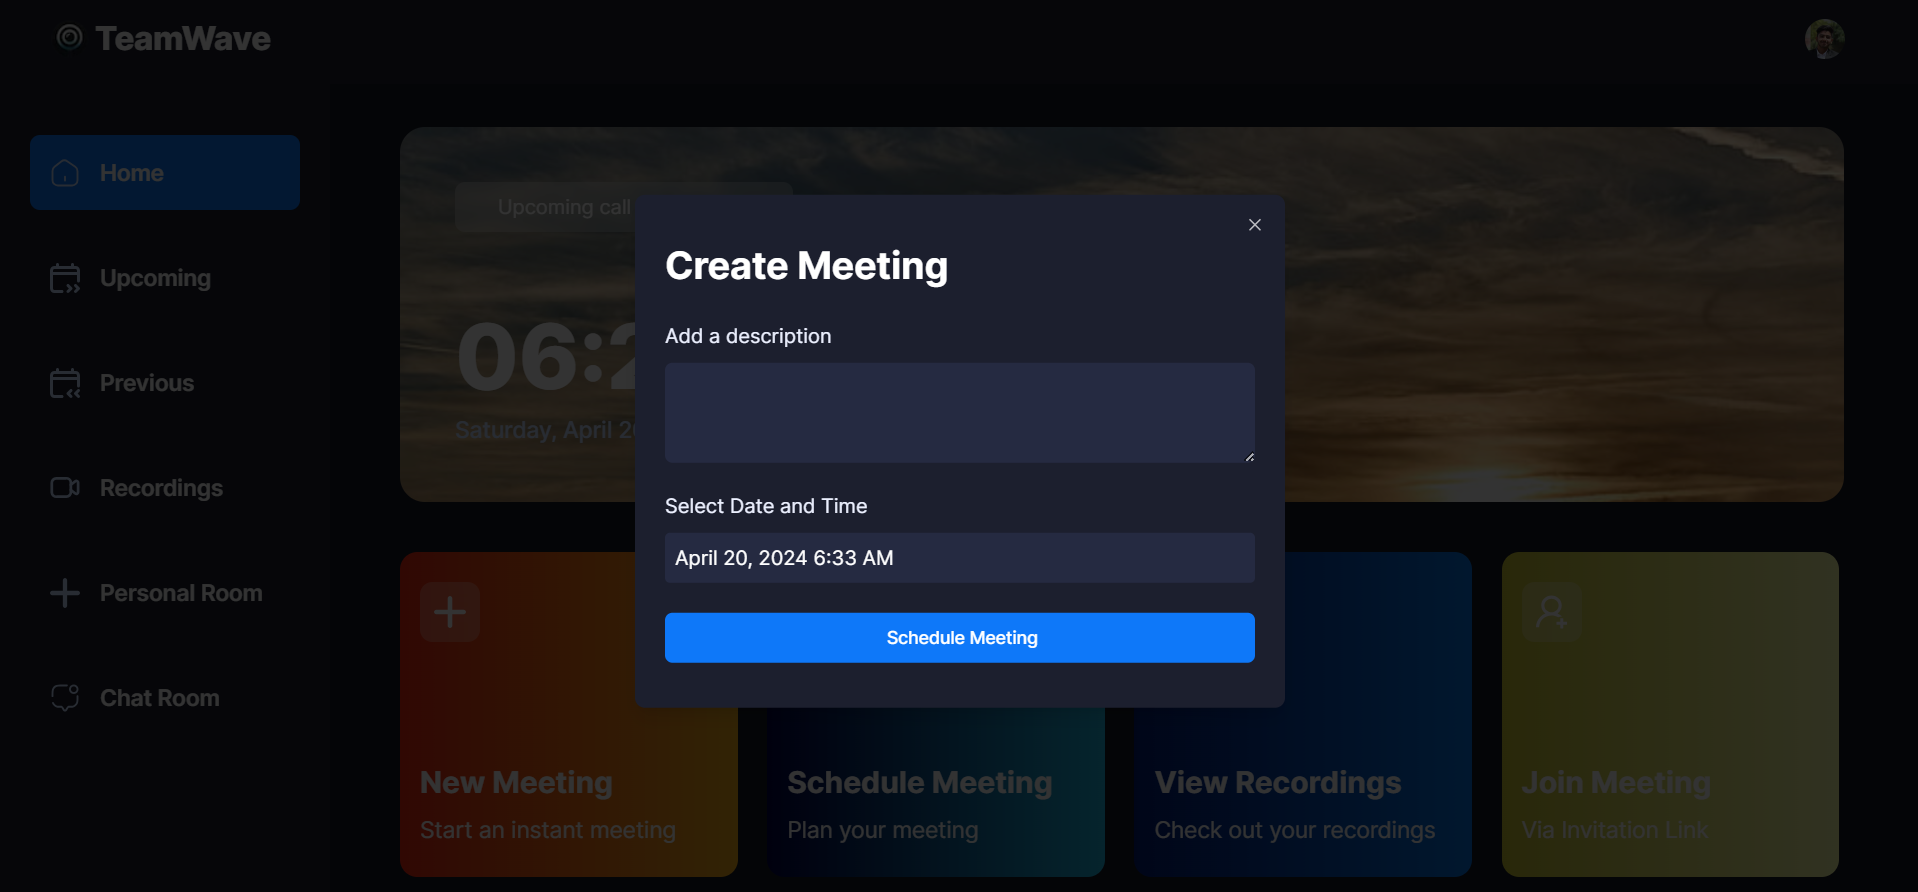 TeamWave
Home
Upcoming
Previous
Recordings
Personal Room
Chat Room
Upcoming call
06:2
Saturday, April 20
Create Meeting
Add a description
Select Date and Time
April 20, 2024 6:33 AM
Schedule Meeting
New Meeting
Start an instant meeting
Schedule Meeting
Plan your meeting
View Recordings
Check out your recordings
Join Meeting
Via Invitation Link